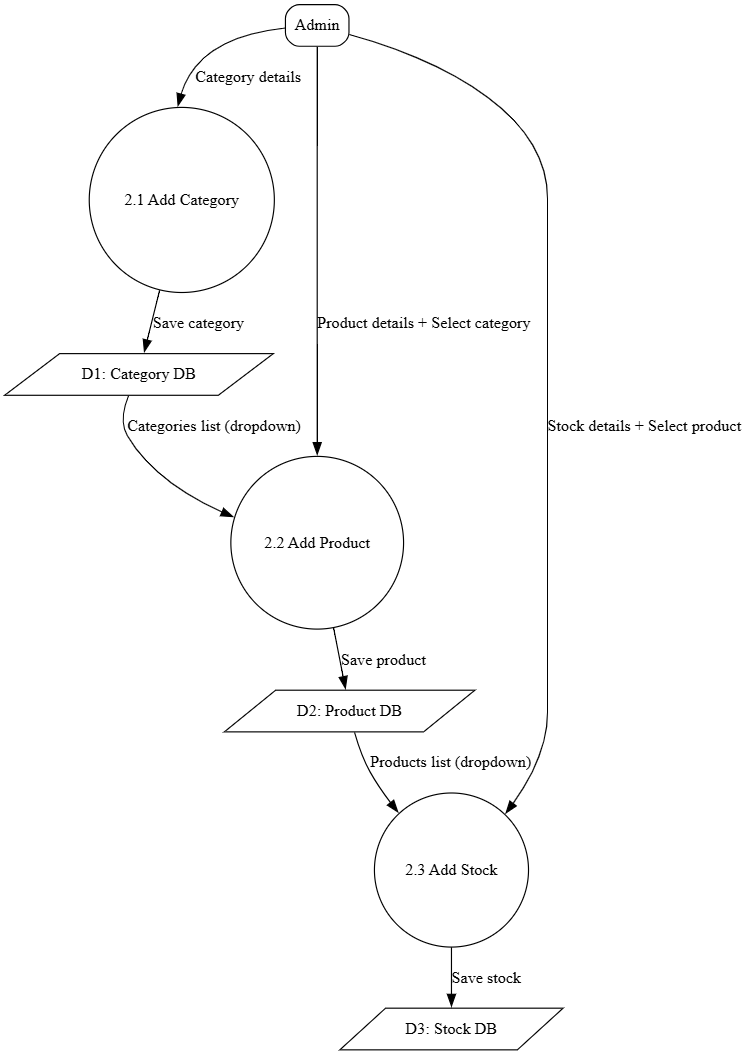 Admin
Category details
2.1 Add Category
Save category
Product details + Select category
D1: Category DB
Categories list (dropdown)
Stock details + Select product
2.2 Add Product
Save product
D2: Product DB
Products list (dropdown)
2.3 Add Stock
Save stock
D3: Stock DB